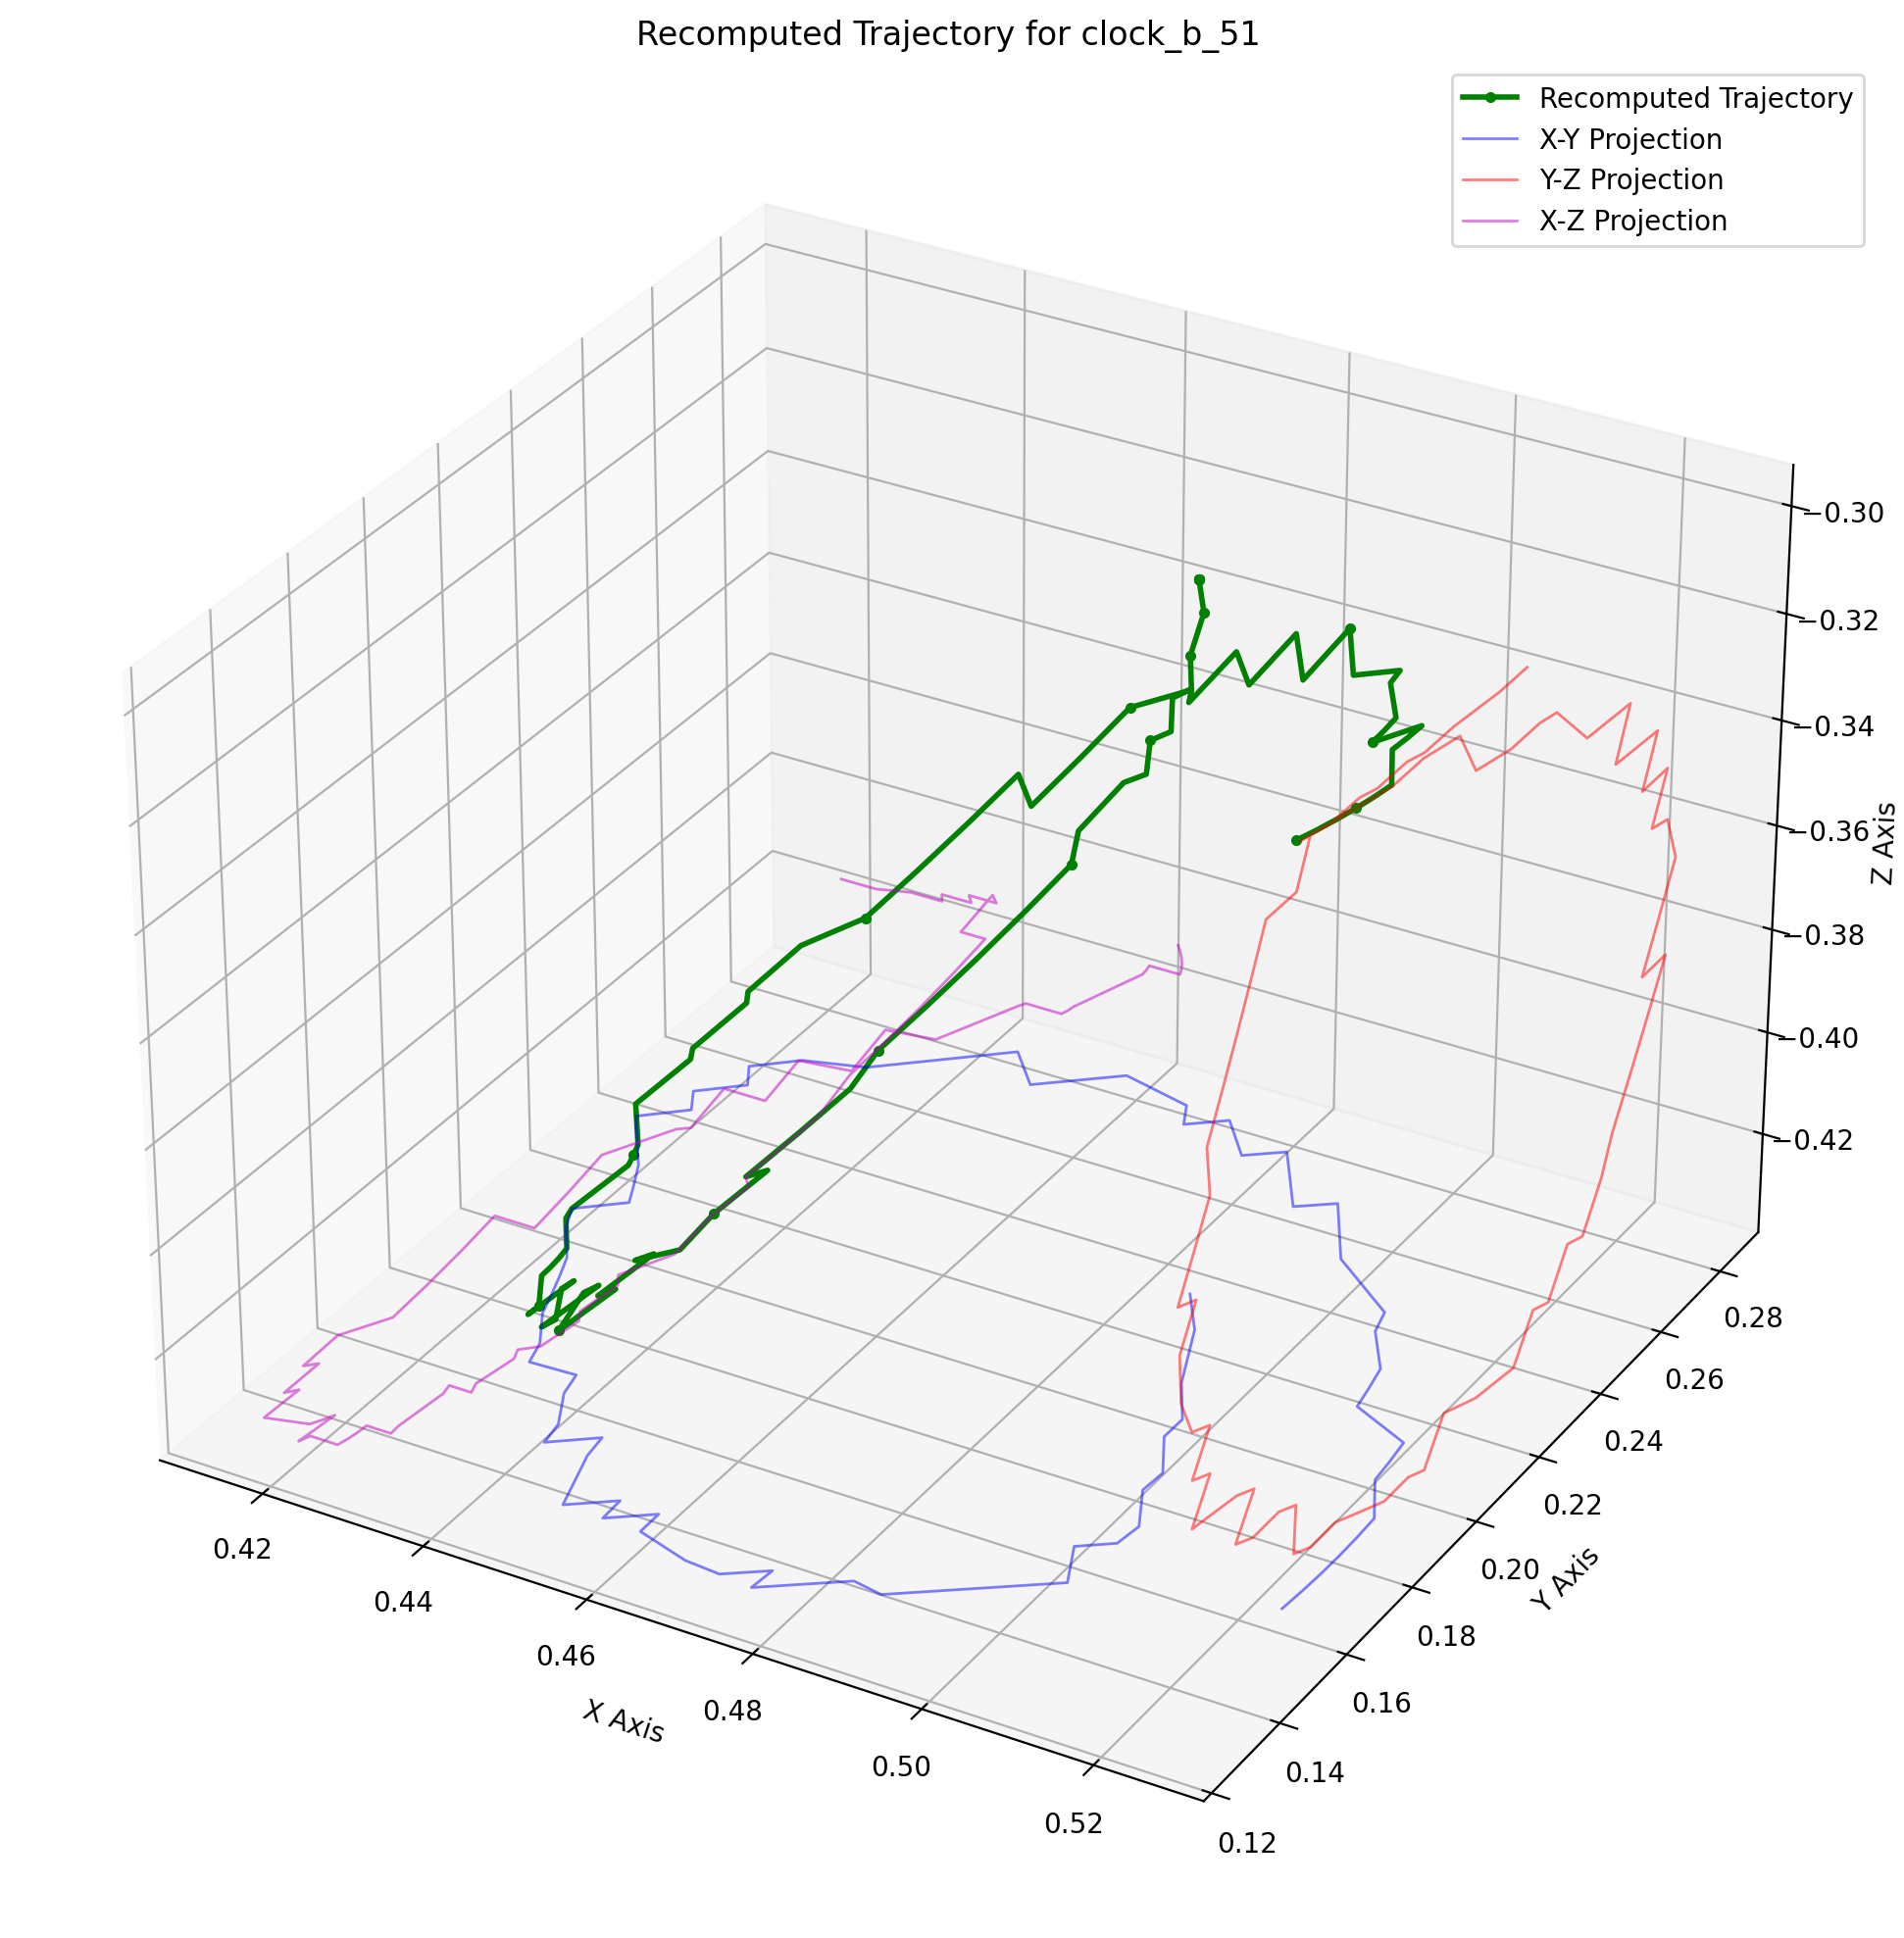 Recomputed Trajectory for clock_b_51
Recomputed Trajectory
X-Y Projection
Y-Z Projection
X-Z Projection
−0.30
−0.32
−0.34
−0.36
−0.38
−0.40
−0.42
Z Axis
0.28
0.26
0.24
0.22
0.20
0.18
0.16
0.14
0.12
Y Axis
0.42
0.44
0.46
0.48
0.50
0.52
X Axis